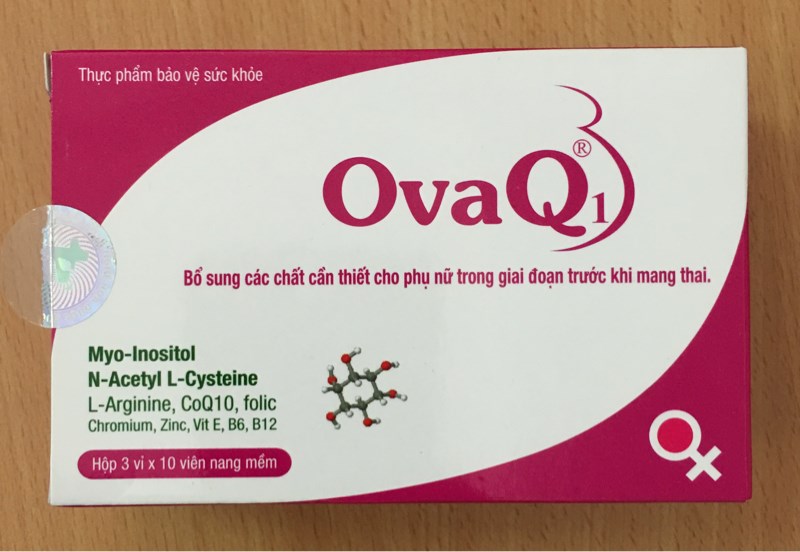 Thực phẩm bảo vệ sức khỏe
OvaQ1®
Bổ sung các chất cần thiết cho phụ nữ trong giai đoạn trước khi mang thai.
Myo-Inositol
N-Acetyl L-Cysteine
L-Arginine, CoQ10, folic
Chromium, Zinc, Vit E, B6, B12
Hộp 3 vỉ x 10 viên nang mềm